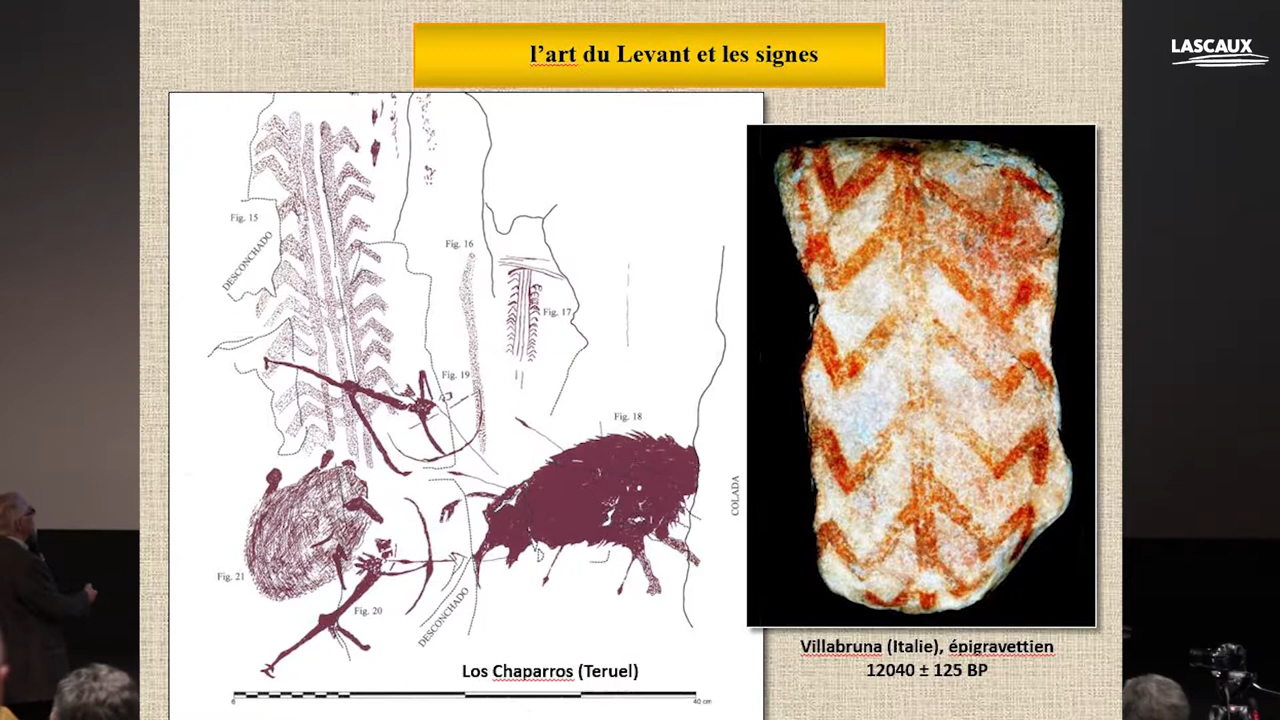 l'art du Levant et les signes
LASCAUX
Fig. 15
DESCONCHADO
Fig. 16
Fig. 17
Fig. 19
Fig. 18
COLADA
Fig. 21
Fig. 20
DESCONCHADO
Los Chaparros (Teruel)
40 cm
Villabruna (Italie), épigravettien
12040 ± 125 BP